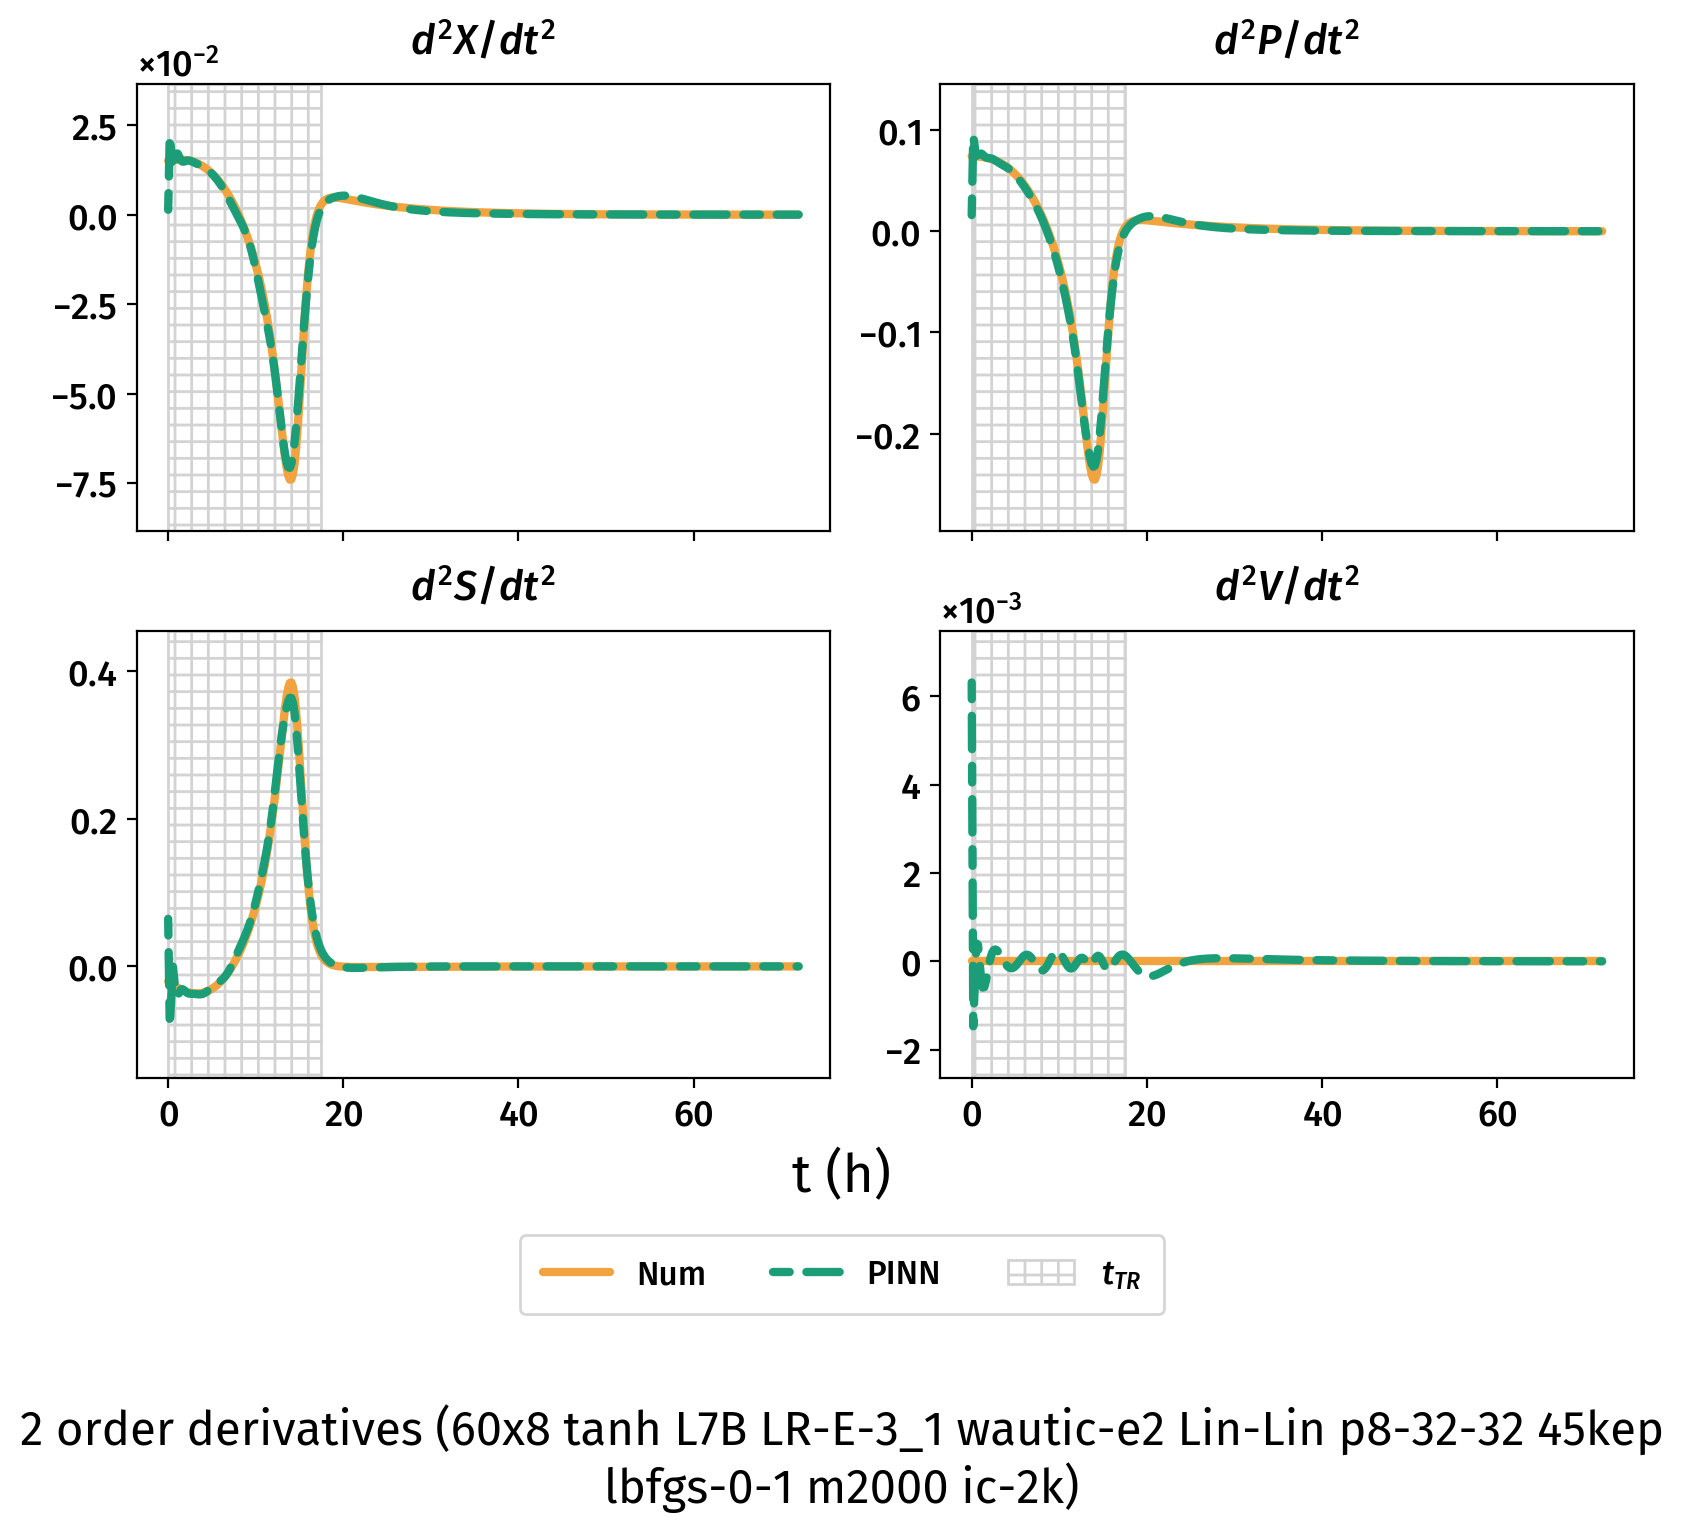 d²X/dt²
×10⁻²
2.5
0.0
−2.5
−5.0
−7.5
d²P/dt²
0.1
0.0
−0.1
−0.2
d²S/dt²
0.4
0.2
0.0
0 20 40 60
d²V/dt²
×10⁻³
6
4
2
0
−2
0 20 40 60
t (h)
Num PINN t_TR
2 order derivatives (60x8 tanh L7B LR-E-3_1 wautic-e2 Lin-Lin p8-32-32 45kep
lbfgs-0-1 m2000 ic-2k)